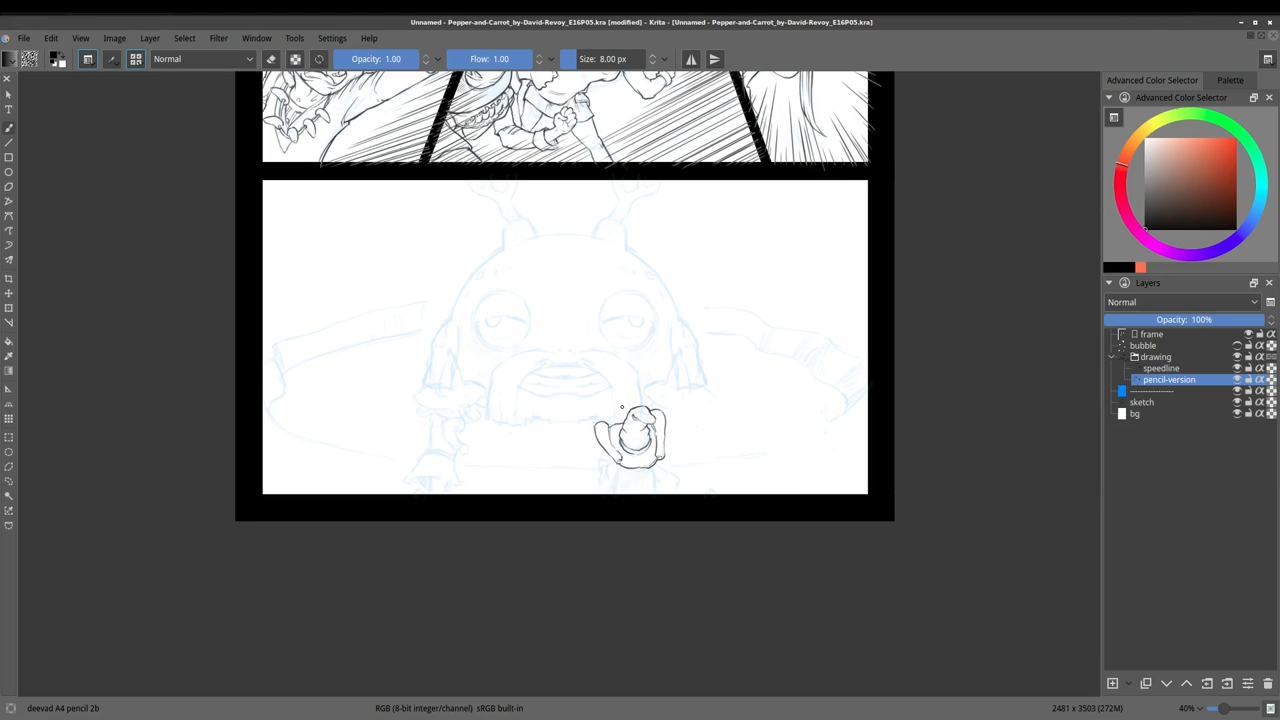 Unnamed - Pepper-and-Carrot_by-David-Revoy_E16P05.kra [modified] - Krita - [Unnamed - Pepper-and-Carrot_by-David-Revoy_E16P05.kra]
File Edit View Image Layer Select Filter Window Tools Settings Help
Normal Opacity: 1.00 Flow: 1.00 Size: 8.00 px
Advanced Color Selector Palette
Advanced Color Selector
Layers
Normal
Opacity: 100%
frame
bubble
drawing
speedline
pencil-version
-----------------
sketch
bg
deevad A4 pencil 2b RGB (8-bit integer/channel) sRGB built-in 2481 x 3503 (272M) 40%